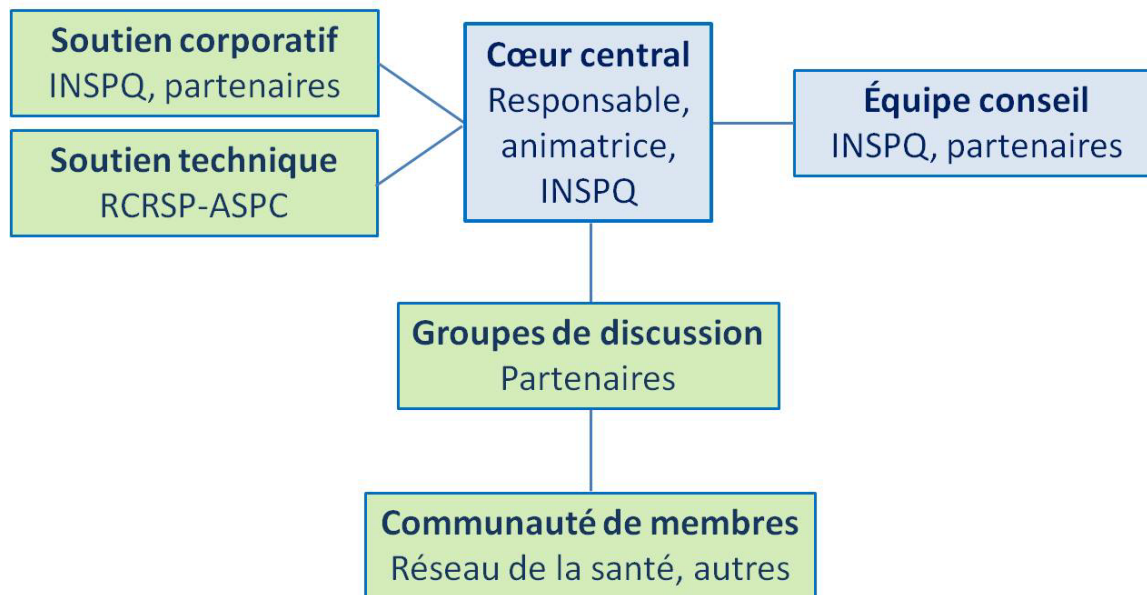 Soutien corporatif
INSPQ, partenaires
Soutien technique
RCRSP-ASPC
Cœur central
Responsable,
animatrice,
INSPQ
Équipe conseil
INSPQ, partenaires
Groupes de discussion
Partenaires
Communauté de membres
Réseau de la santé, autres